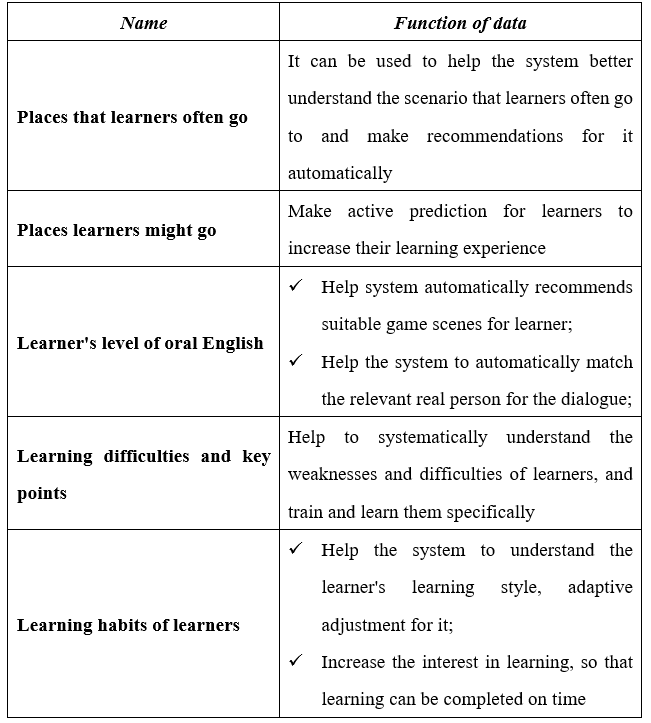 Name
Function of data
Places that learners often go
It can be used to help the system better
understand the scenario that learners often go
to and make recommendations for it
automatically
Places learners might go
Make active prediction for learners to
increase their learning experience
Learner's level of oral English
✓ Help system automatically recommends
suitable game scenes for learner;
✓ Help the system to automatically match
the relevant real person for the dialogue;
Learning difficulties and key
points
Help to systematically understand the
weaknesses and difficulties of learners, and
train and learn them specifically
Learning habits of learners
✓ Help the system to understand the
learner's learning style, adaptive
adjustment for it;
✓ Increase the interest in learning, so that
learning can be completed on time